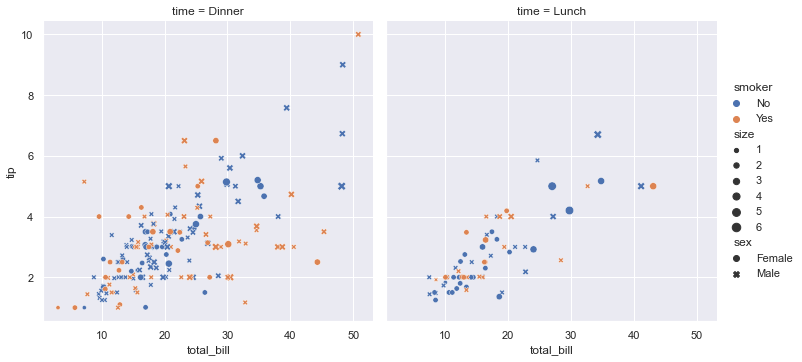 time = Dinner
time = Lunch
tip
10
8
6
4
2
10
20
30
40
50
total_bill
10
20
30
40
50
total_bill
smoker
No
Yes
size
1
2
3
4
5
6
sex
Female
Male